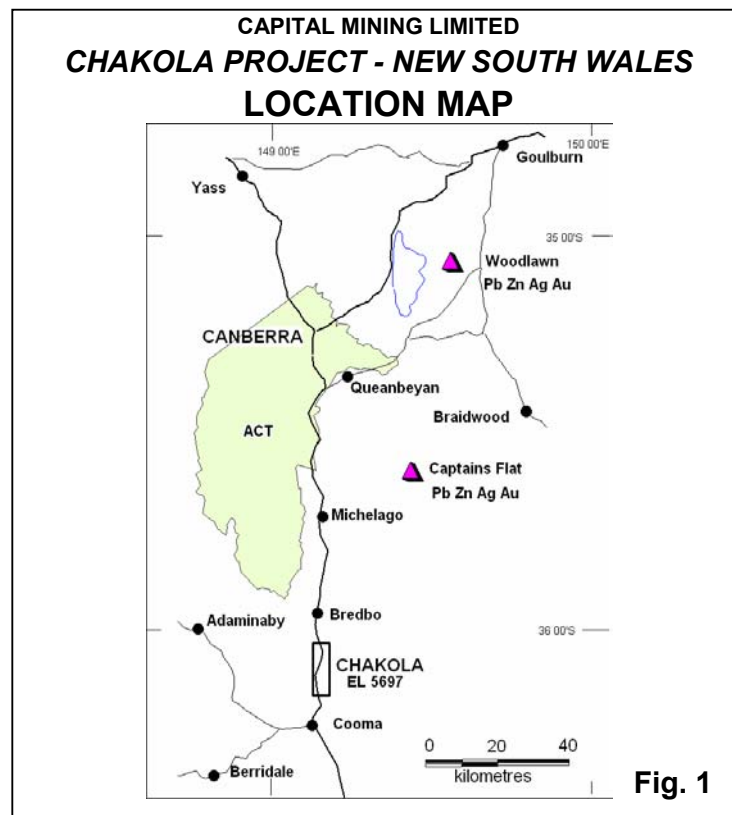 CAPITAL MINING LIMITED
CHAKOLA PROJECT - NEW SOUTH WALES
LOCATION MAP
149 00'E
150 00'E
Goulburn
Yass
35 00'S
Woodlawn
Pb Zn Ag Au
CANBERRA
Queanbeyan
Braidwood
ACT
Captains Flat
Pb Zn Ag Au
Michelago
Bredbo
Adaminaby
36 00'S
CHAKOLA
EL 5697
Cooma
0 20 40
kilometres
Berridale
Fig. 1